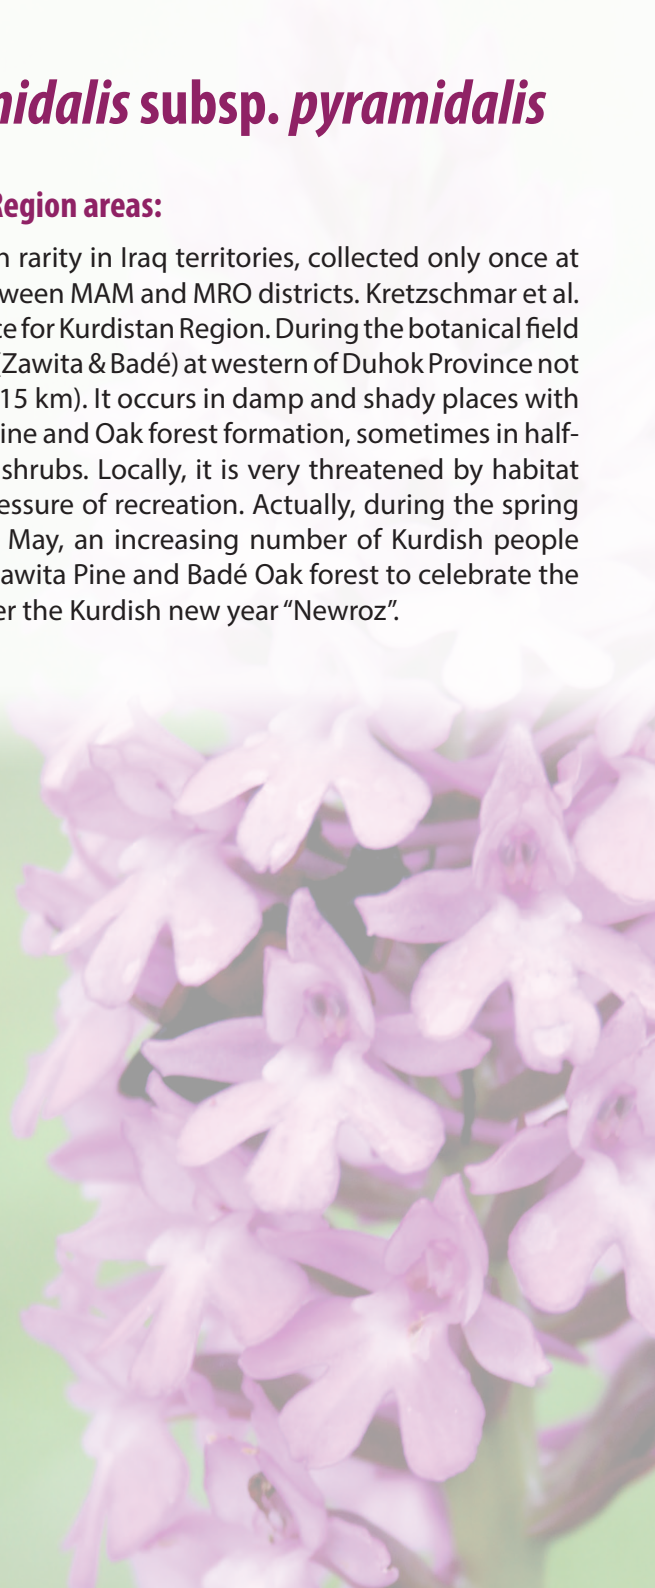 midalis subsp. pyramidalis
Region areas:
n rarity in Iraq territories, collected only once at
ween MAM and MRO districts. Kretzschmar et al.
te for Kurdistan Region. During the botanical field
(Zawita & Badé) at western of Duhok Province not
15 km). It occurs in damp and shady places with
ine and Oak forest formation, sometimes in half-
shrubs. Locally, it is very threatened by habitat
essure of recreation. Actually, during the spring
May, an increasing number of Kurdish people
awita Pine and Badé Oak forest to celebrate the
er the Kurdish new year “Newroz”.